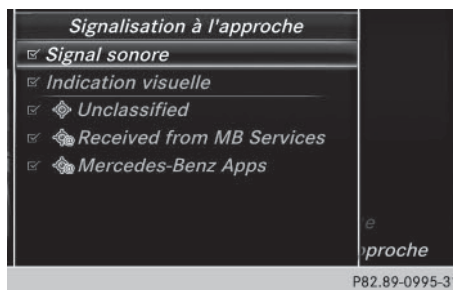 Signalisation à l'approche
Signal sonore
Indication visuelle
Unclassified
Received from MB Services
Mercedes-Benz Apps
e
pproche
P82.89-0995-31